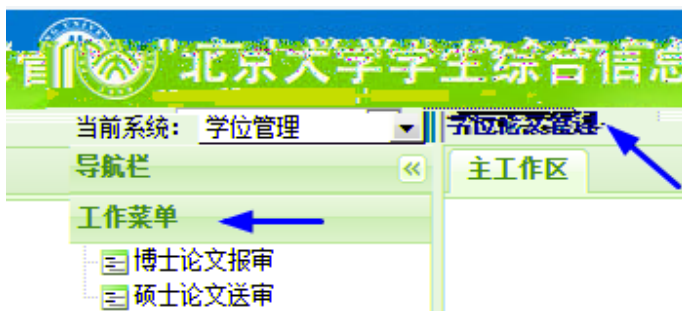 北京大学学生综合信息
当前系统： 学位管理
导航栏
主工作区
工作菜单
博士论文报审
硕士论文送审